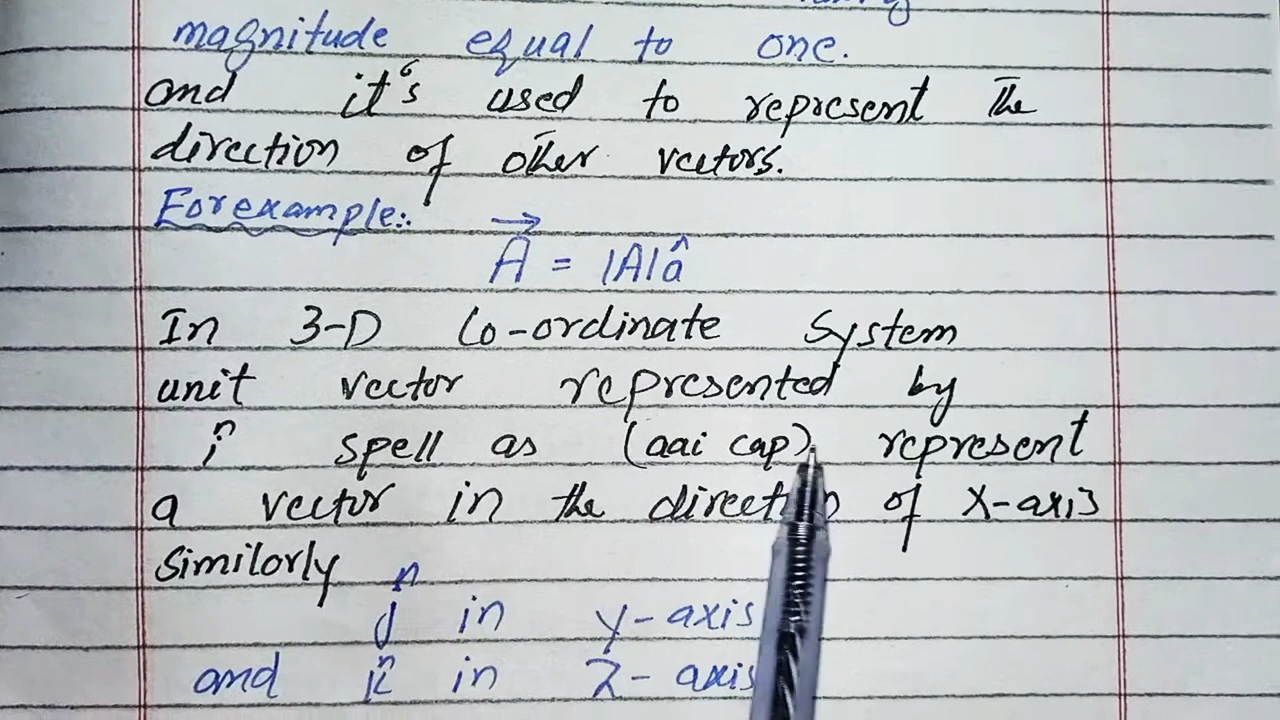 magnitude equal to one.
and it's used to represent the
direction of other vectors.
For example:.
$\vec{A}$ = |A|â
In 3-D Co-ordinate System
unit vector represented by
î spell as (aai cap) represent
a vector in the direction of X-axis
Similorly
ĵ in y-axis
and k̂ in Z-axis